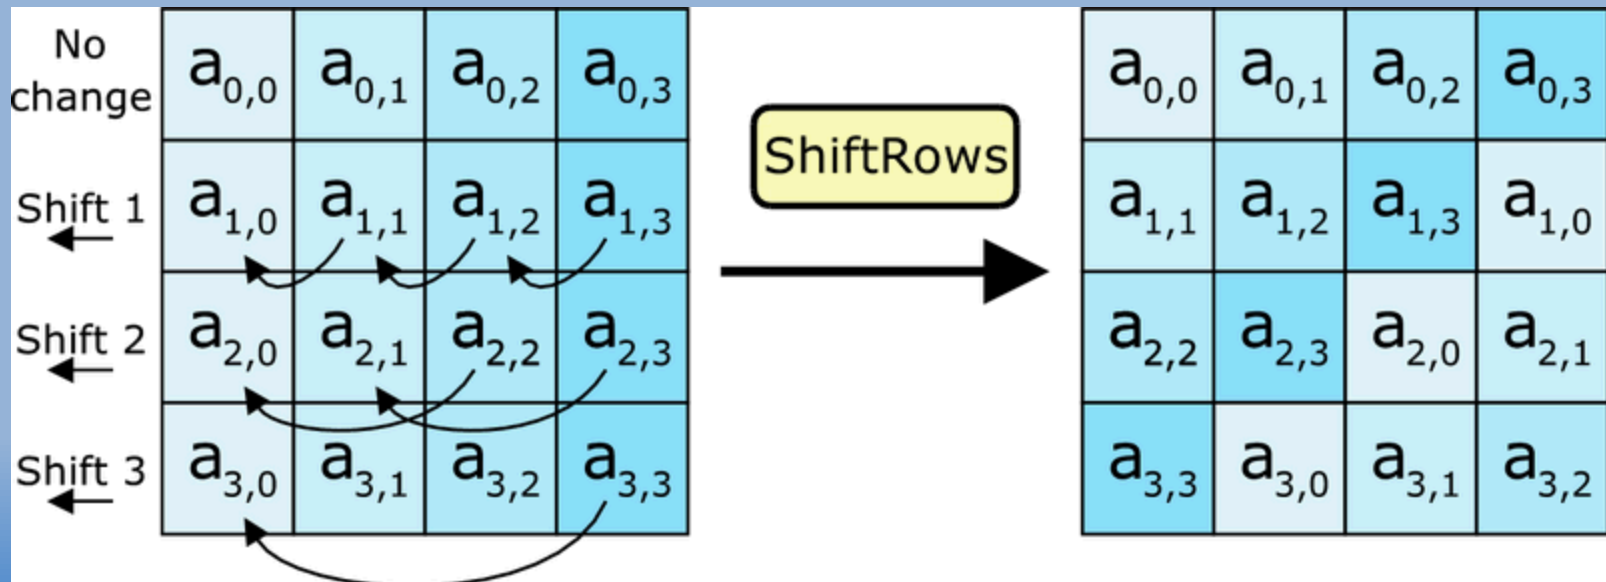 No
change
a0,0 a0,1 a0,2 a0,3
Shift 1
a1,0 a1,1 a1,2 a1,3
Shift 2
a2,0 a2,1 a2,2 a2,3
Shift 3
a3,0 a3,1 a3,2 a3,3
ShiftRows
a0,0 a0,1 a0,2 a0,3
a1,1 a1,2 a1,3 a1,0
a2,2 a2,3 a2,0 a2,1
a3,3 a3,0 a3,1 a3,2